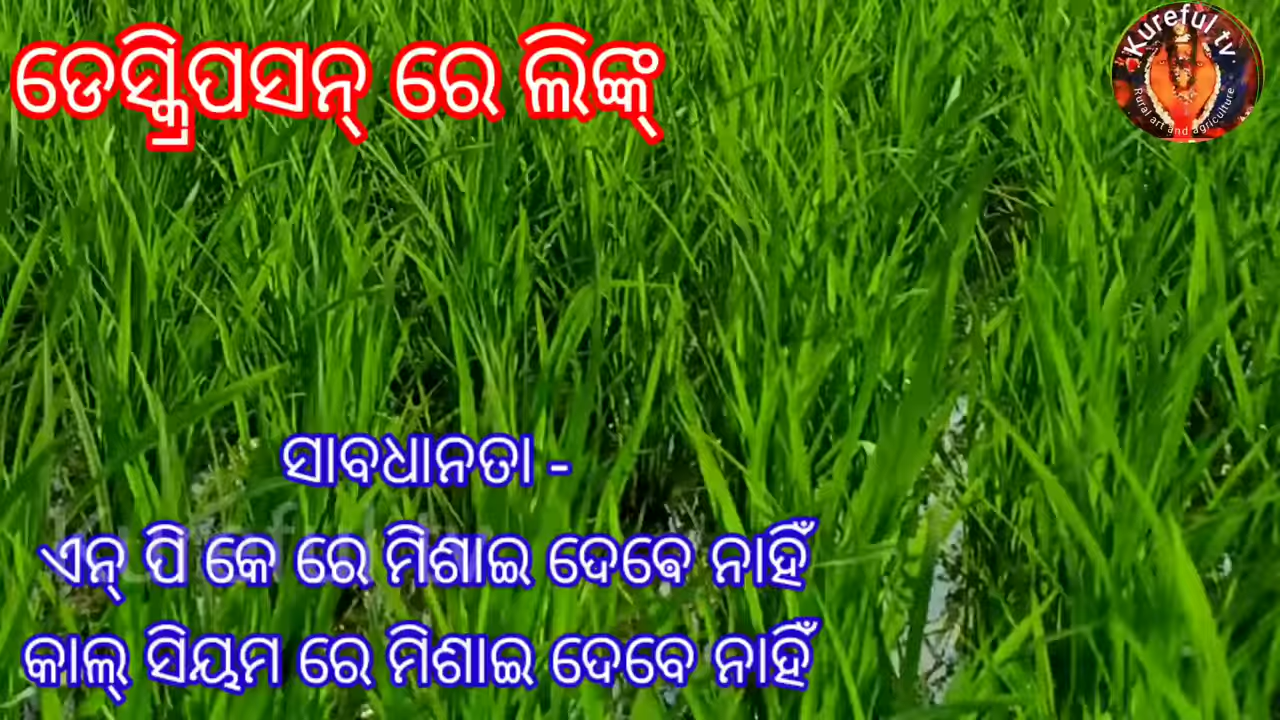 ଡେସ୍କ୍ରିପସନ୍ ରେ ଲିଙ୍କ୍
Kureful tv.
Rural art and agriculture
ସାବଧାନତା -
ଏନ୍ ପି କେ ରେ ମିଶାଇ ଦେବେ ନାହିଁ
କାଲ୍ ସିୟମ ରେ ମିଶାଇ ଦେବେ ନାହିଁ